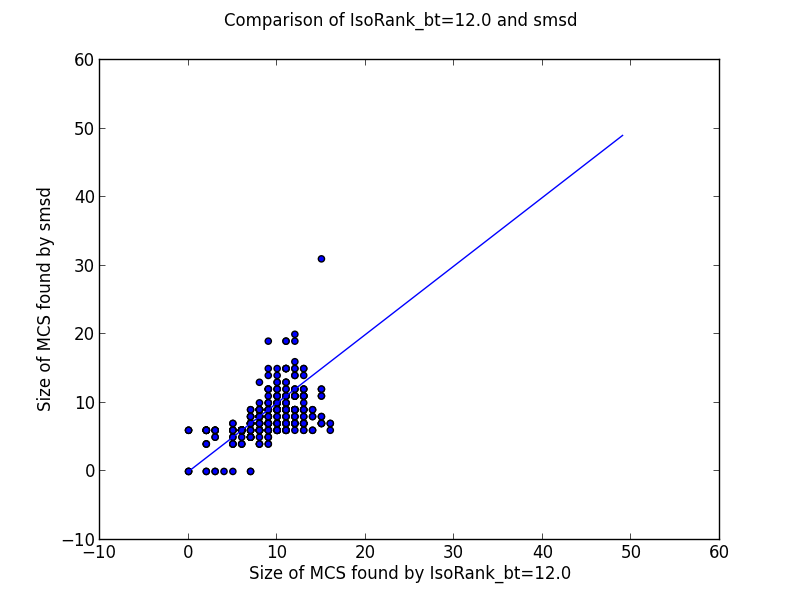 Comparison of IsoRank_bt=12.0 and smsd
60
50
40
30
20
10
0
−10
Size of MCS found by smsd
−10 0 10 20 30 40 50 60
Size of MCS found by IsoRank_bt=12.0